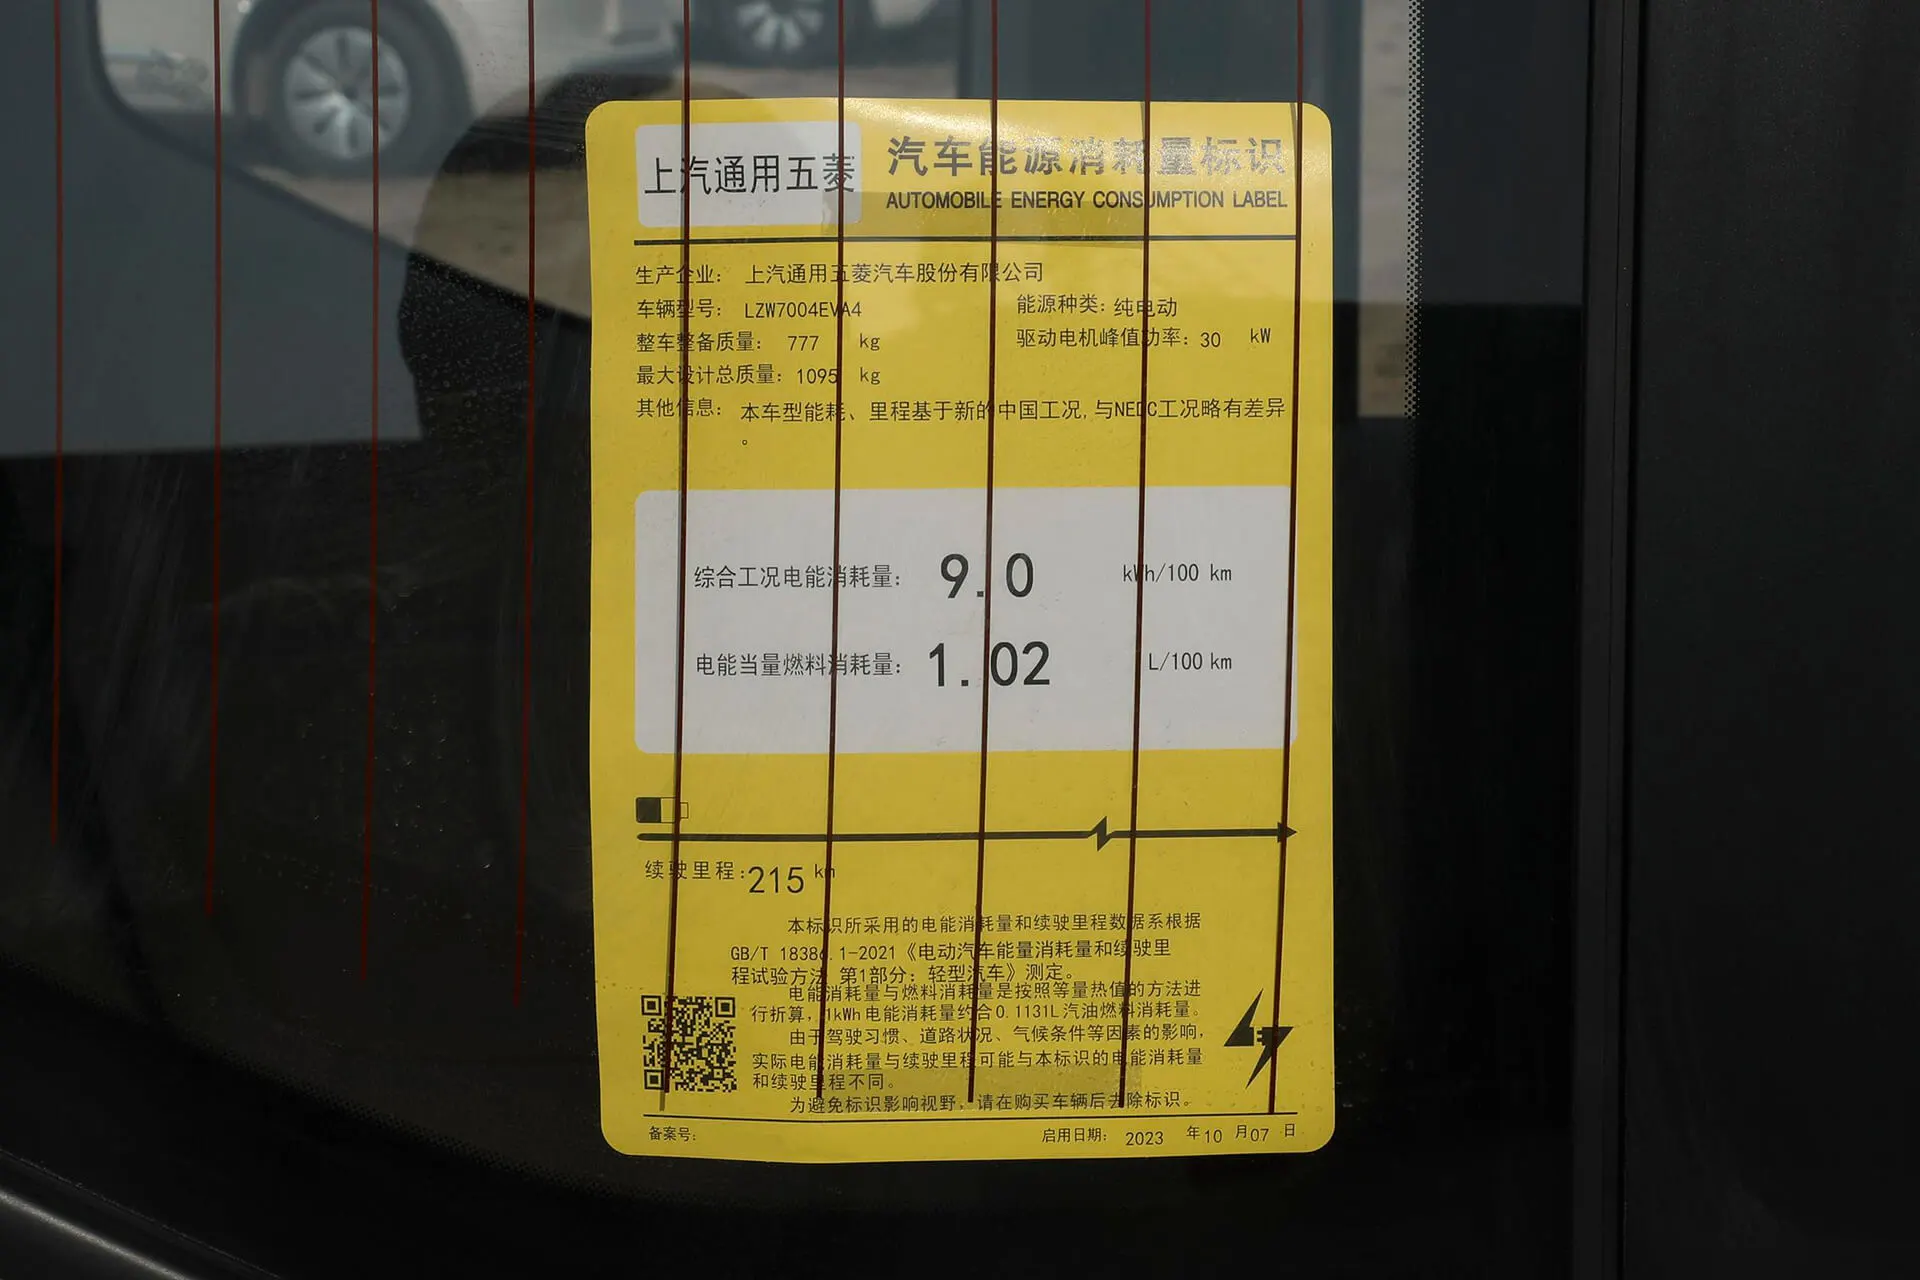 上汽通用五菱
汽车能源消耗量标识
AUTOMOBILE ENERGY CONSUMPTION LABEL
生产企业： 上汽通用五菱汽车股份有限公司
车辆型号： LZW7004EVA4 能源种类：纯电动
整车整备质量： 777 kg 驱动电机峰值功率：30 kW
最大设计总质量：1095 kg
其他信息： 本车型能耗、里程基于新的中国工况,与NEDC工况略有差异
。
综合工况电能消耗量： 9.0 kWh/100 km
电能当量燃料消耗量： 1.02 L/100 km
续驶里程:215 km
本标识所采用的电能消耗量和续驶里程数据系根据
GB/T 18386.1-2021《电动汽车能量消耗量和续驶里
程试验方法 第1部分：轻型汽车》测定。
电能消耗量与燃料消耗量是按照等量热值的方法进
行折算，1kWh电能消耗量约合0.1131L汽油燃料消耗量。
由于驾驶习惯、道路状况、气候条件等因素的影响，
实际电能消耗量与续驶里程可能与本标识的电能消耗量
和续驶里程不同。
为避免标识影响视野，请在购买车辆后去除标识。
备案号： 启用日期： 2023 年10 月07 日